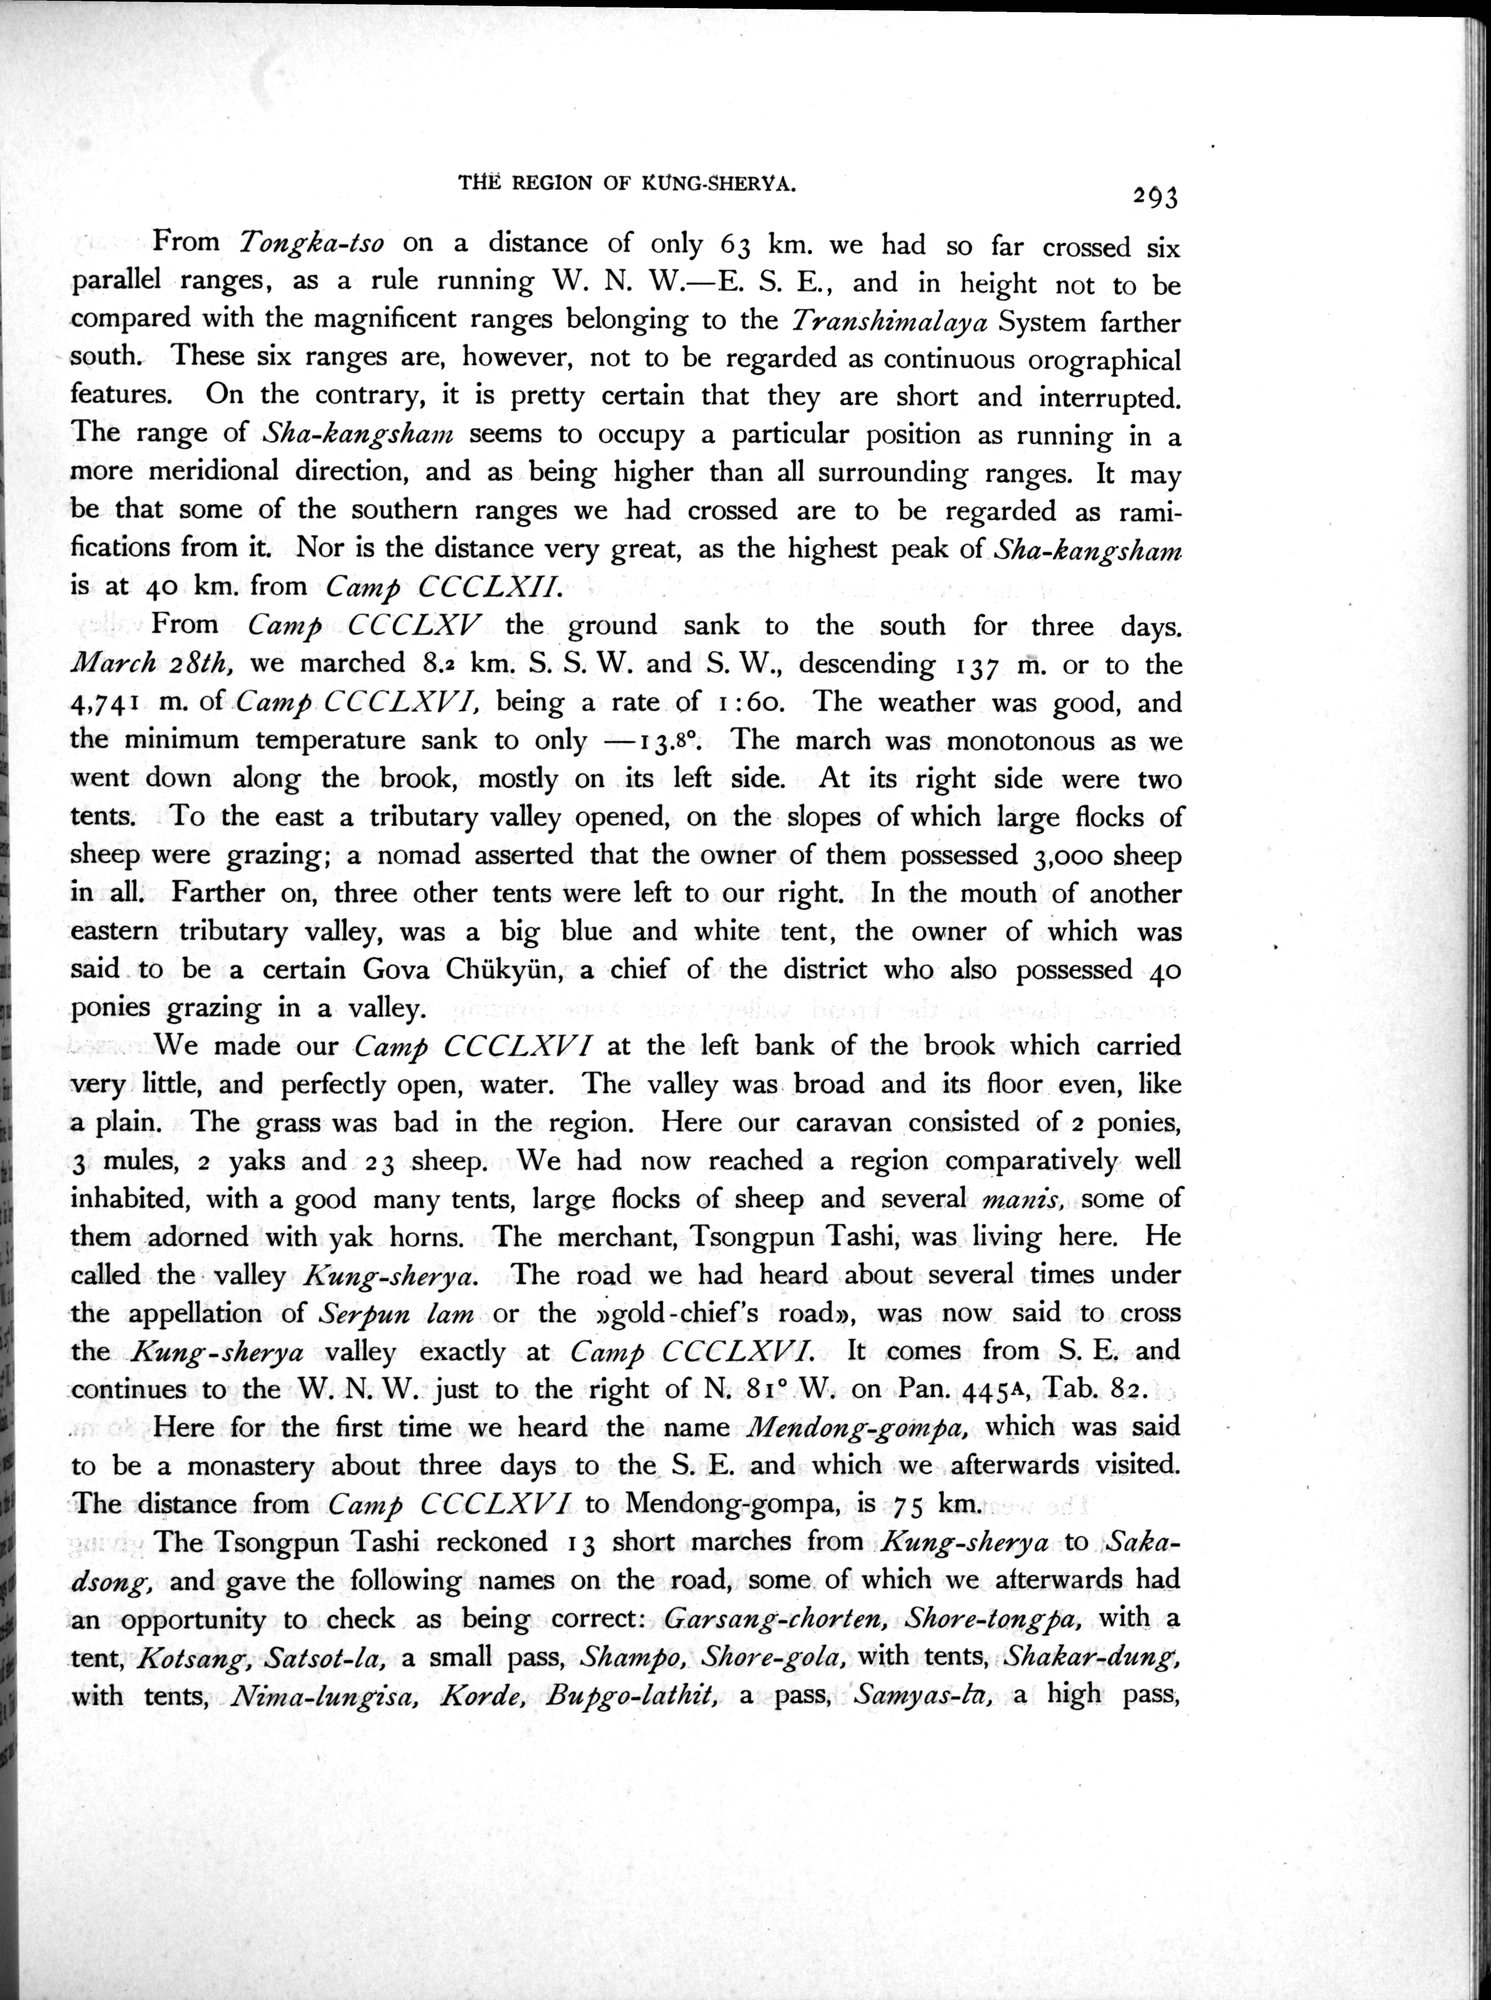 THE REGION OF KUNG-SHERYA.
293
From Tongka-tso on a distance of only 63 km. we had so far crossed six
parallel ranges, as a rule running W. N. W.—E. S. E., and in height not to be
compared with the magnificent ranges belonging to the Transhimalaya System farther
south. These six ranges are, however, not to be regarded as continuous orographical
features. On the contrary, it is pretty certain that they are short and interrupted.
The range of Sha-kangsham seems to occupy a particular position as running in a
more meridional direction, and as being higher than all surrounding ranges. It may
be that some of the southern ranges we had crossed are to be regarded as rami-
fications from it. Nor is the distance very great, as the highest peak of Sha-kangsham
is at 40 km. from Camp CCCLXII.
From Camp CCCLXV the ground sank to the south for three days.
March 28th, we marched 8.2 km. S. S. W. and S. W., descending 137 m. or to the
4,741 m. of Camp CCCLXVI, being a rate of 1:60. The weather was good, and
the minimum temperature sank to only —13.8°. The march was monotonous as we
went down along the brook, mostly on its left side. At its right side were two
tents. To the east a tributary valley opened, on the slopes of which large flocks of
sheep were grazing; a nomad asserted that the owner of them possessed 3,000 sheep
in all. Farther on, three other tents were left to our right. In the mouth of another
eastern tributary valley, was a big blue and white tent, the owner of which was
said to be a certain Gova Chükyün, a chief of the district who also possessed 40
ponies grazing in a valley.
We made our Camp CCCLXVI at the left bank of the brook which carried
very little, and perfectly open, water. The valley was broad and its floor even, like
a plain. The grass was bad in the region. Here our caravan consisted of 2 ponies,
3 mules, 2 yaks and 23 sheep. We had now reached a region comparatively well
inhabited, with a good many tents, large flocks of sheep and several manis, some of
them adorned with yak horns. The merchant, Tsongpun Tashi, was living here. He
called the valley Kung-sherya. The road we had heard about several times under
the appellation of Serpun lam or the »gold-chief's road», was now said to cross
the Kung-sherya valley exactly at Camp CCCLXVI. It comes from S. E. and
continues to the W. N. W. just to the right of N. 81° W. on Pan. 445A, Tab. 82.
Here for the first time we heard the name Mendong-gompa, which was said
to be a monastery about three days to the S. E. and which we afterwards visited.
The distance from Camp CCCLXVI to Mendong-gompa, is 75 km.
The Tsongpun Tashi reckoned 13 short marches from Kung-sherya to Saka-
dsong, and gave the following names on the road, some of which we afterwards had
an opportunity to check as being correct: Garsang-chorten, Shore-tongpa, with a
tent, Kotsang, Satsot-la, a small pass, Shampo, Shore-gola, with tents, Shakar-dung,
with tents, Nima-lungisa, Korde, Bupgo-lathit, a pass, Samyas-la, a high pass,